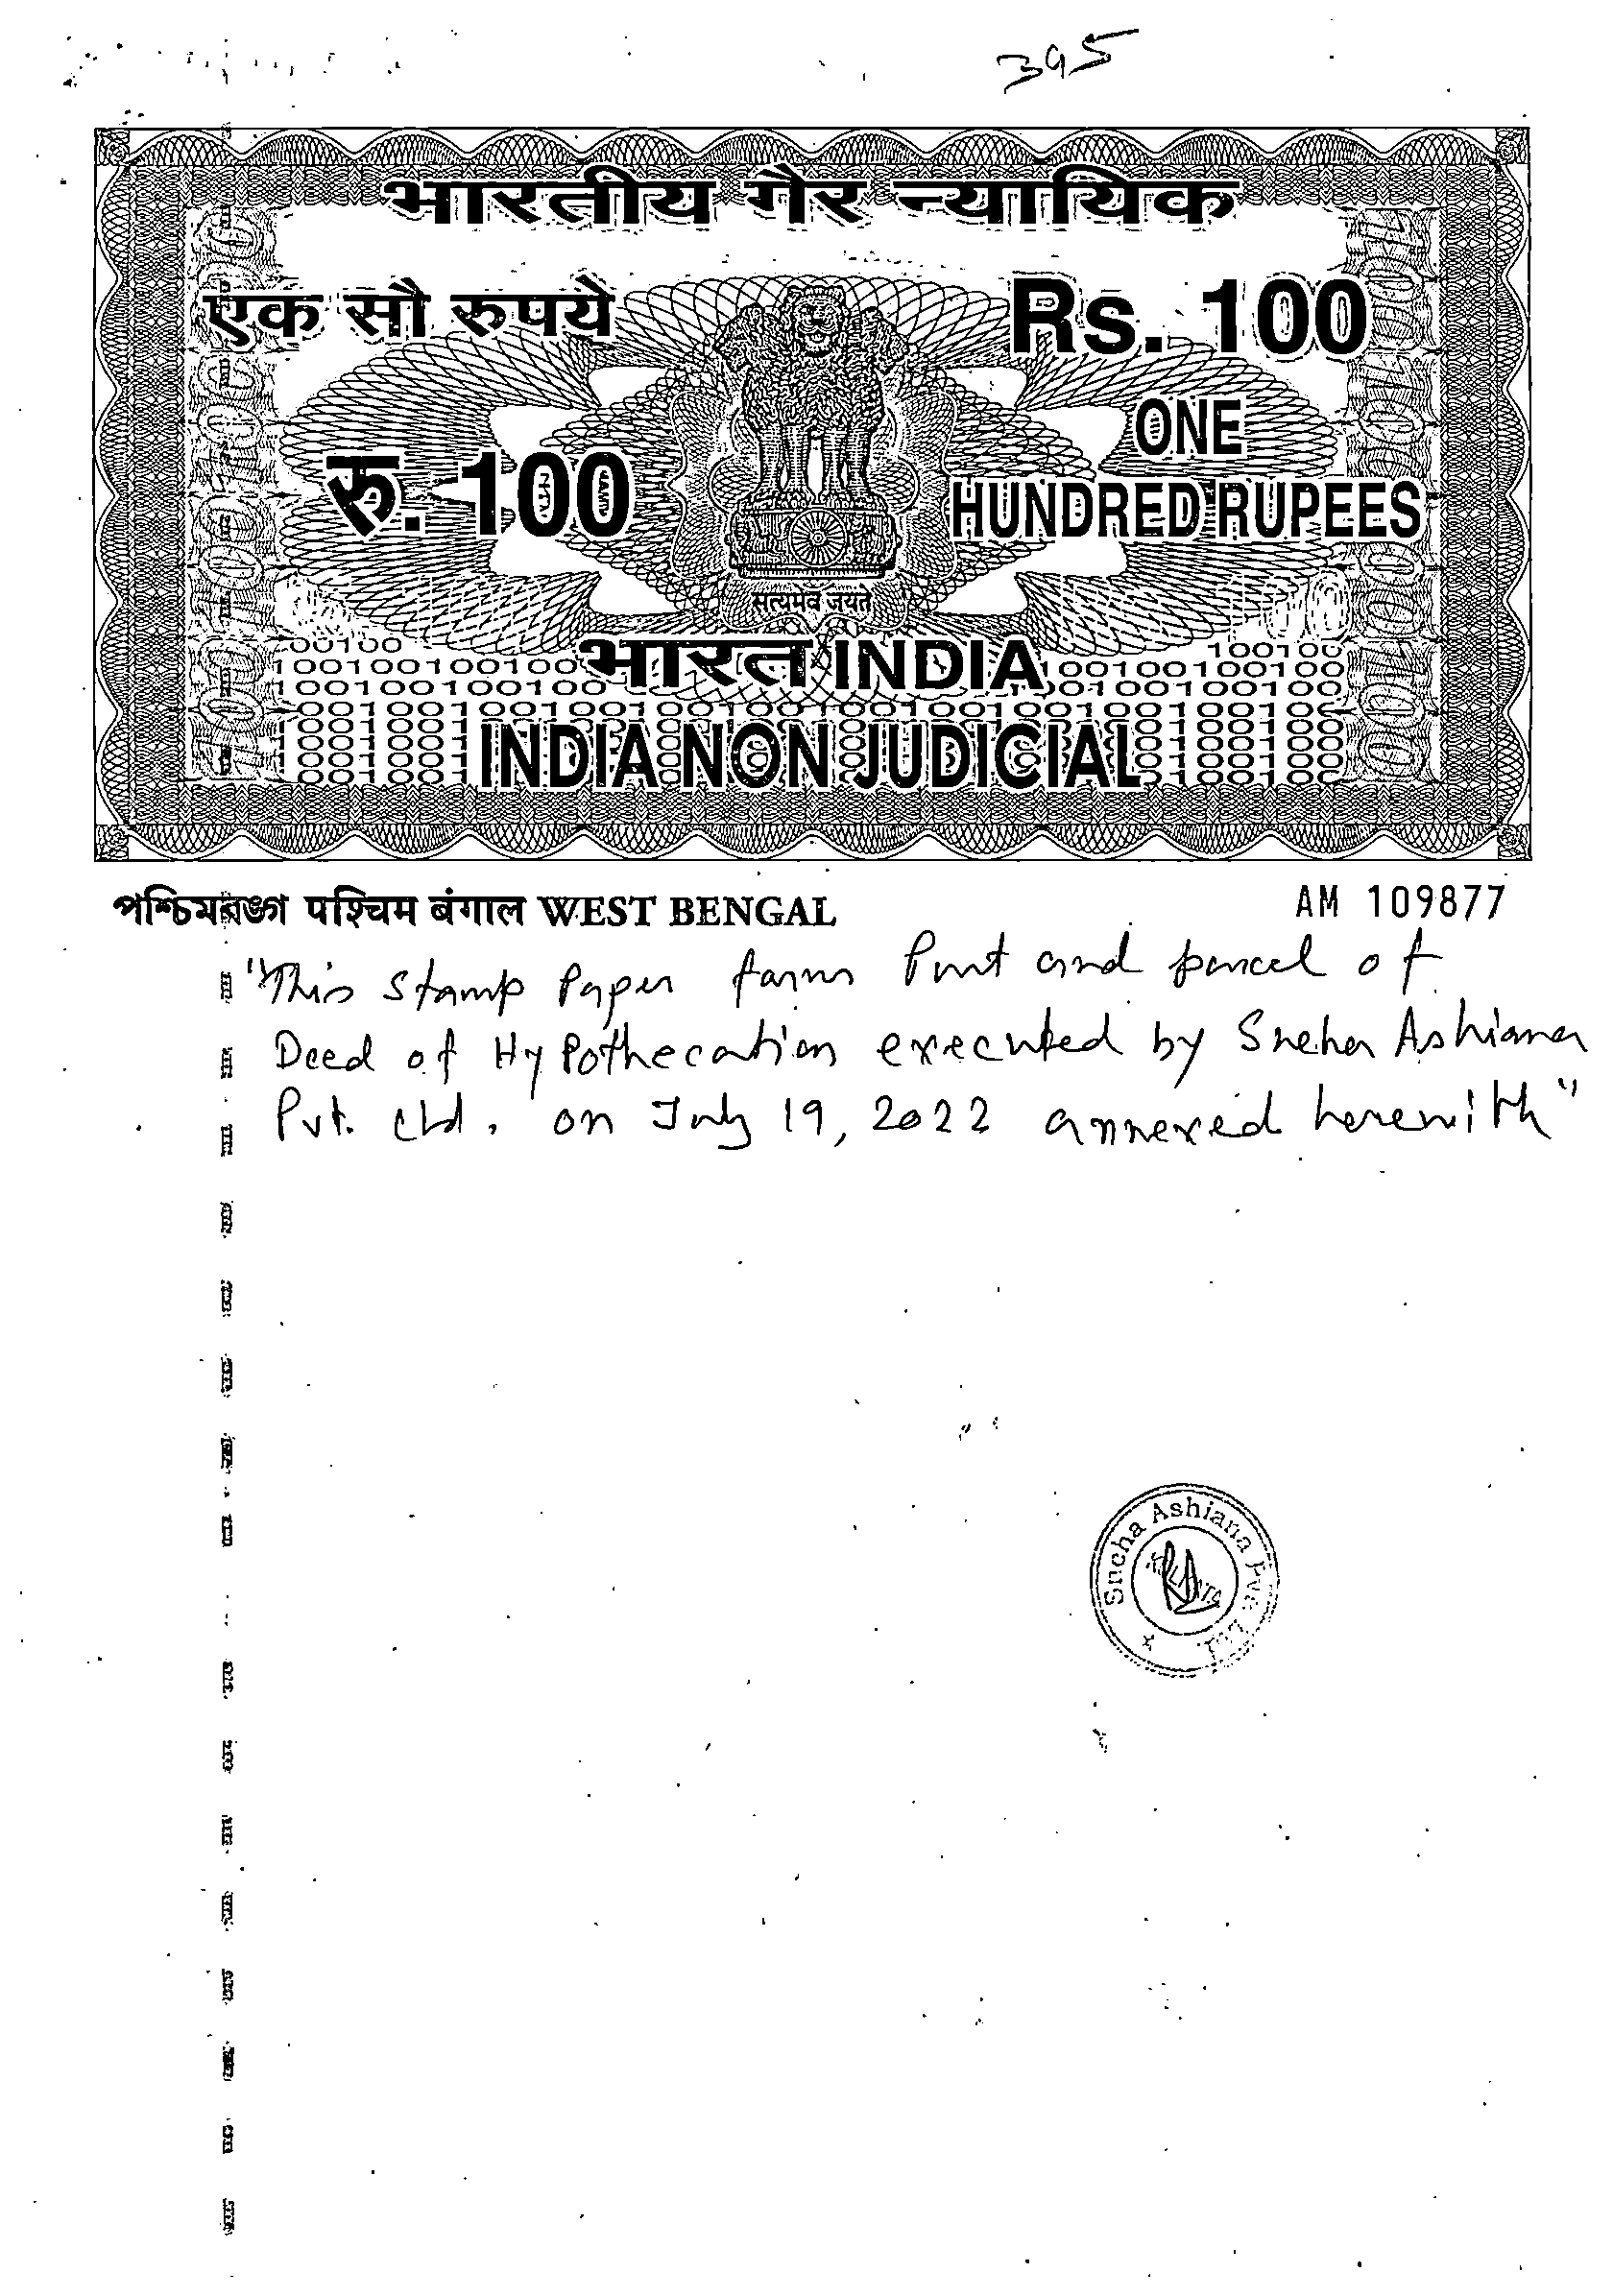 395
भारतीय गैर न्यायिक
एक सौ रुपये
Rs. 100
रु. 100
ONE
HUNDRED RUPEES
सत्यमेव जयते
भारत INDIA
INDIA NON JUDICIAL
পশ্চিমবঙ্গ पश्चिम बंगाल WEST BENGAL
AM 109877
"This Stamp Paper farms Part and parcel of
Deed of Hypothecation executed by Sneha Ashiana
Pvt. Ltd. on July 19, 2022 annexed herewith"
Sneha Ashiana Pvt. Ltd.